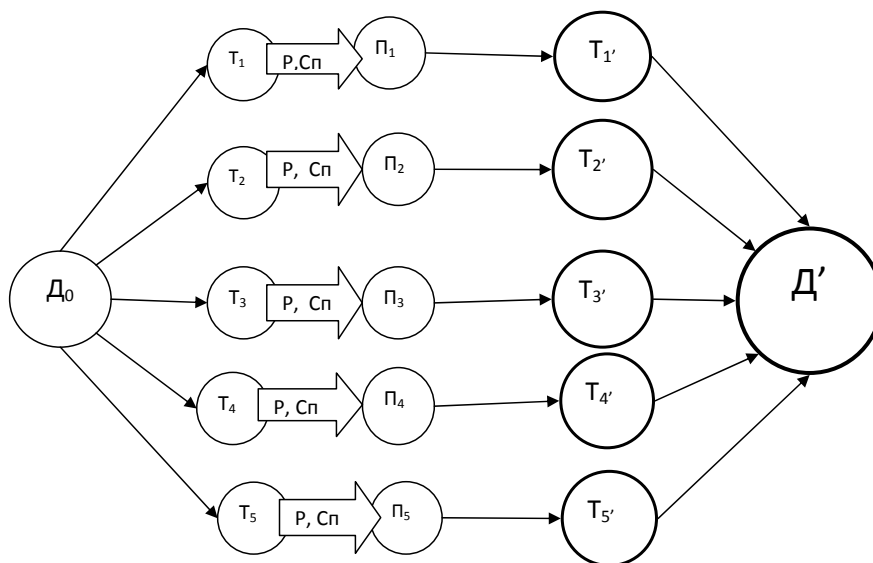 Т₁ Р,Сп П₁ Т₁’
Т₂ Р, Сп П₂ Т₂’
Д₀ Т₃ Р, Сп П₃ Т₃’ Д’
Т₄ Р, Сп П₄ Т₄’
Т₅ Р, Сп П₅ Т₅’